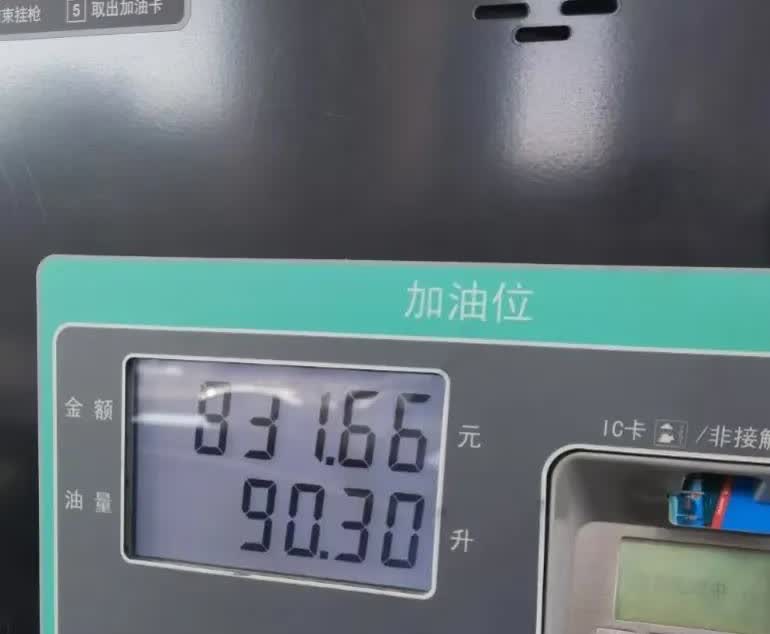 束挂枪 5 取出加油卡
加油位
金额 831.66 元
IC卡 /非接触
油量 90.30 升